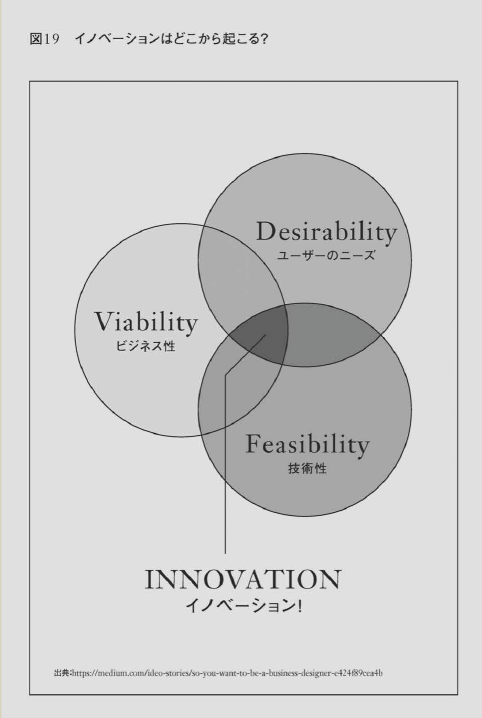 図19 イノベーションはどこから起こる?
Desirability
ユーザーのニーズ
Viability
ビジネス性
Feasibility
技術性
INNOVATION
イノベーション!
出典:https://medium.com/ideo-stories/so-you-want-to-be-a-business-designer-e424f89cea4b